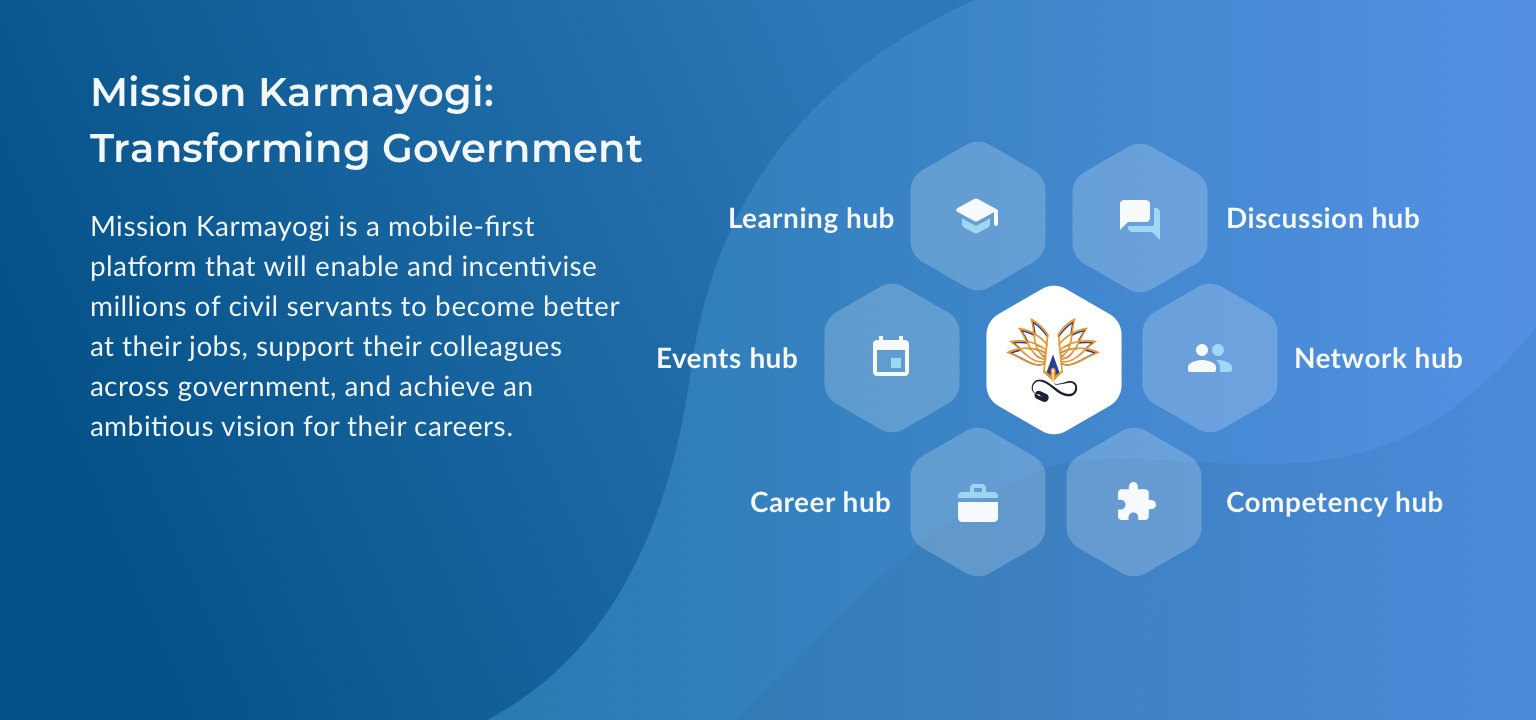 Mission Karmayogi:
Transforming Government
Mission Karmayogi is a mobile-first
platform that will enable and incentivise
millions of civil servants to become better
at their jobs, support their colleagues
across government, and achieve an
ambitious vision for their careers.
Learning hub
Discussion hub
Events hub
Network hub
Career hub
Competency hub